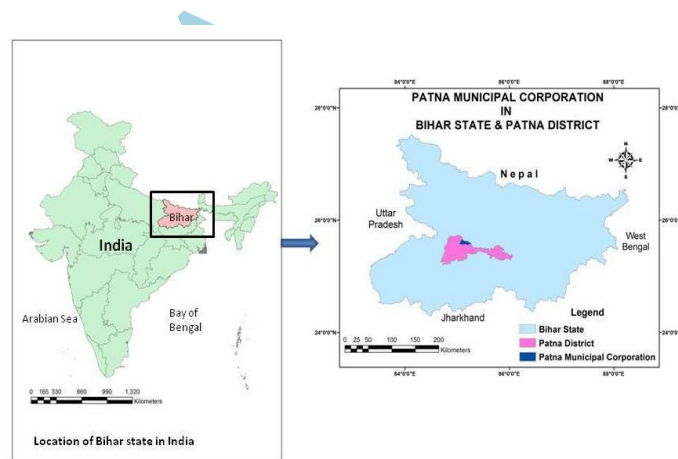 Bihar
India
Arabian Sea
Bay of
Bengal
0 165 330 660 990 1,320
Kilometers
Location of Bihar state in India
84°0'0"E 86°0'0"E 88°0'0"E
28°0'0"N
28°0'0"N
PATNA MUNICIPAL CORPORATION
IN
BIHAR STATE & PATNA DISTRICT
N
W E
S
Nepal
26°0'0"N
26°0'0"N
Uttar
Pradesh
West
Bengal
Jharkhand
Legend
Bihar State
Patna District
Patna Municipal Corporation
24°0'0"N
24°0'0"N
0 25 50 100 150 200
Kilometers
84°0'0"E 86°0'0"E 88°0'0"E